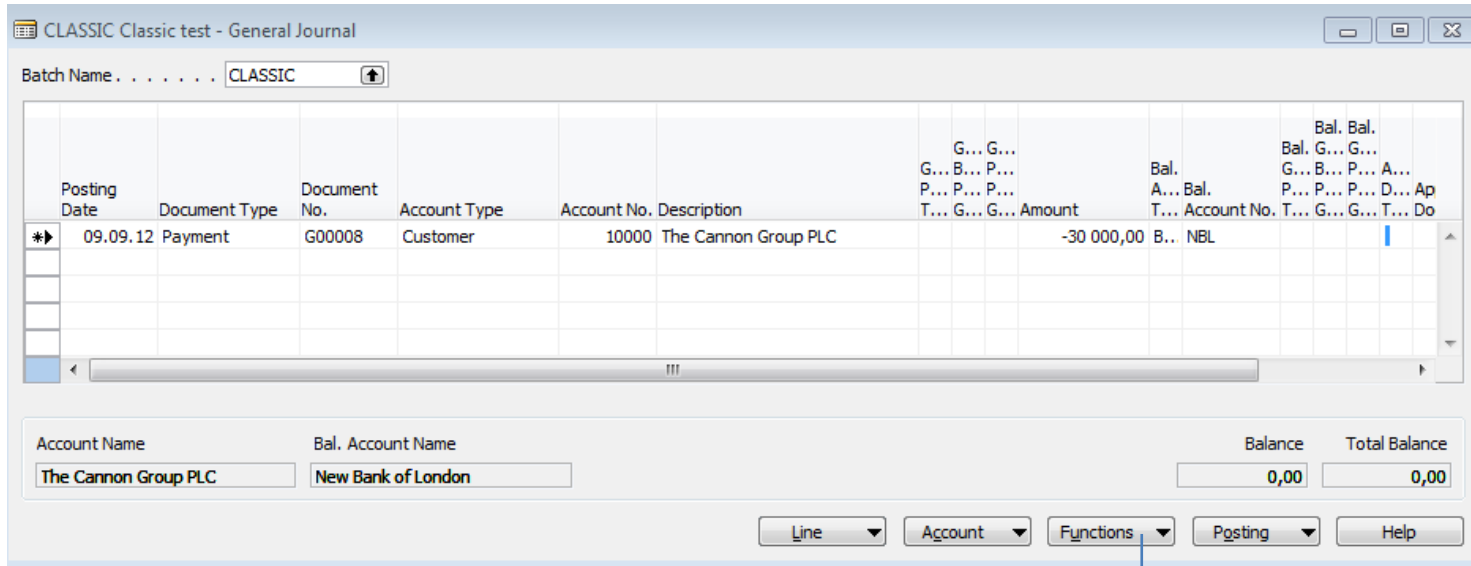 CLASSIC Classic test - General Journal
Batch Name . . . . . . . CLASSIC
Posting Date Document Type Document No. Account Type Account No. Description G... P... T... G... B... P... G... G... P... P... G... Amount Bal. A... T... Bal. Account No. Bal. G... P... T... Bal. G... B... P... G... Bal. G... P... P... G... A... D... T... Ap Do
09.09.12 Payment G00008 Customer 10000 The Cannon Group PLC -30 000,00 B... NBL
Account Name Bal. Account Name Balance Total Balance
The Cannon Group PLC New Bank of London 0,00 0,00
Line Account Functions Posting Help